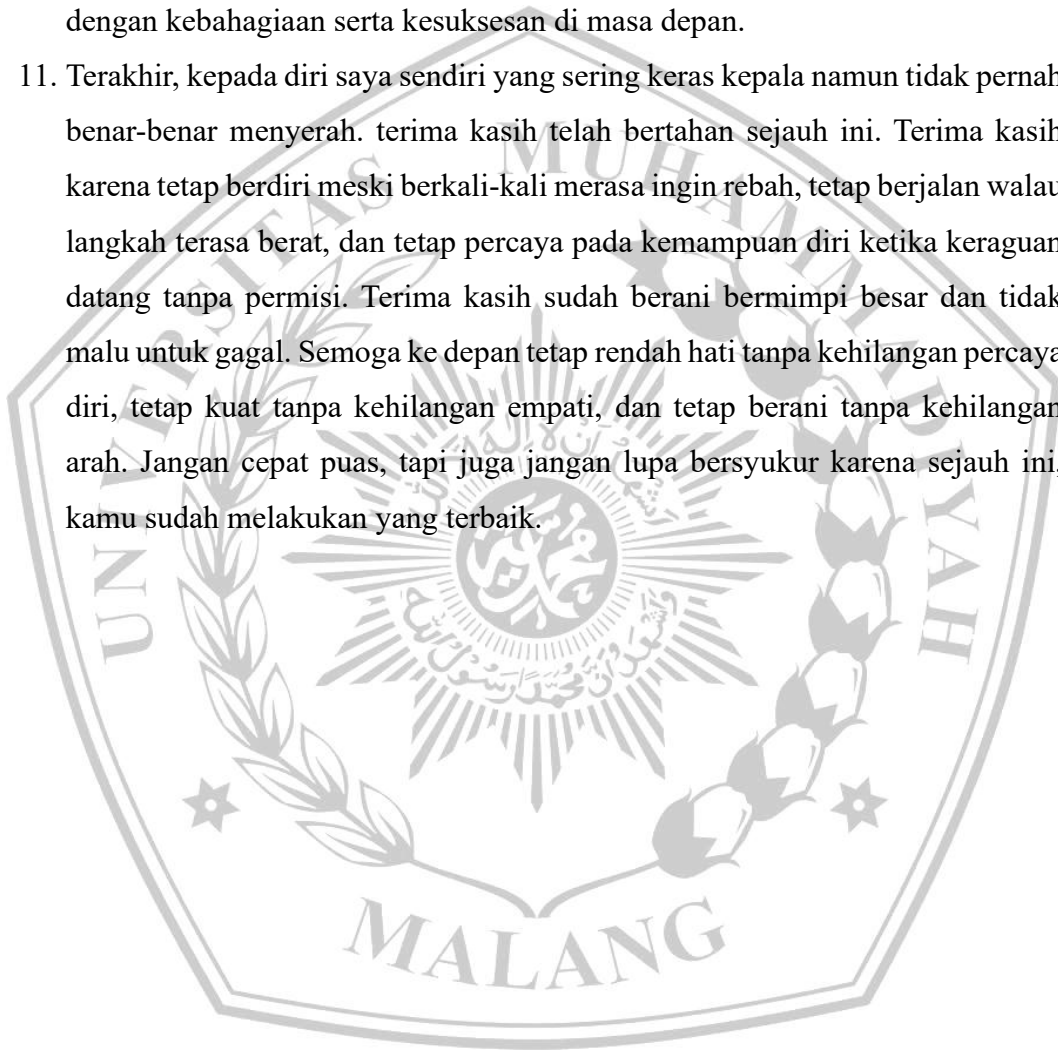 dengan kebahagiaan serta kesuksesan di masa depan.
11. Terakhir, kepada diri saya sendiri yang sering keras kepala namun tidak pernah
benar-benar menyerah. terima kasih telah bertahan sejauh ini. Terima kasih
karena tetap berdiri meski berkali-kali merasa ingin rebah, tetap berjalan walau
langkah terasa berat, dan tetap percaya pada kemampuan diri ketika keraguan
datang tanpa permisi. Terima kasih sudah berani bermimpi besar dan tidak
malu untuk gagal. Semoga ke depan tetap rendah hati tanpa kehilangan percaya
diri, tetap kuat tanpa kehilangan empati, dan tetap berani tanpa kehilangan
arah. Jangan cepat puas, tapi juga jangan lupa bersyukur karena sejauh ini,
kamu sudah melakukan yang terbaik.
UNIVERSITAS MUHAMMADIYAH
MALANG